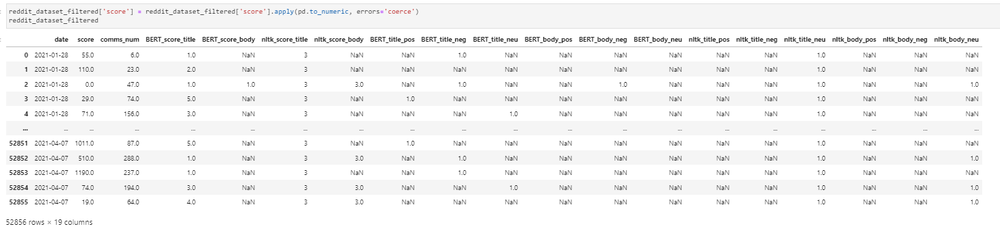 reddit_dataset_filtered['score'] = reddit_dataset_filtered['score'].apply(pd.to_numeric, errors='coerce')
reddit_dataset_filtered
date score comms_num BERT_score_title BERT_score_body nltk_score_title nltk_score_body BERT_title_pos BERT_title_neg BERT_title_neu BERT_body_pos BERT_body_neg BERT_body_neu nltk_title_pos nltk_title_neg nltk_title_neu nltk_body_pos nltk_body_neg nltk_body_neu
0 2021-01-28 55.0 6.0 1.0 NaN 3 NaN NaN 1.0 NaN NaN NaN NaN NaN NaN 1.0 NaN NaN NaN
1 2021-01-28 110.0 23.0 2.0 NaN 3 NaN NaN NaN NaN NaN NaN NaN NaN NaN 1.0 NaN NaN NaN
2 2021-01-28 0.0 47.0 1.0 1.0 3 3.0 NaN 1.0 NaN NaN 1.0 NaN NaN NaN 1.0 NaN NaN 1.0
3 2021-01-28 29.0 74.0 5.0 NaN 3 NaN 1.0 NaN NaN NaN NaN NaN NaN NaN 1.0 NaN NaN NaN
4 2021-01-28 71.0 156.0 3.0 NaN 3 NaN NaN NaN 1.0 NaN NaN NaN NaN NaN 1.0 NaN NaN NaN
... ... ... ... ... ... ... ... ... ... ... ... ... ... ... ... ... ... ... ...
52851 2021-04-07 1011.0 87.0 5.0 NaN 3 NaN 1.0 NaN NaN NaN NaN NaN NaN NaN 1.0 NaN NaN NaN
52852 2021-04-07 510.0 288.0 1.0 NaN 3 3.0 NaN 1.0 NaN NaN NaN NaN NaN NaN 1.0 NaN NaN 1.0
52853 2021-04-07 1190.0 237.0 1.0 NaN 3 NaN NaN 1.0 NaN NaN NaN NaN NaN NaN 1.0 NaN NaN NaN
52854 2021-04-07 74.0 194.0 3.0 NaN 3 3.0 NaN NaN 1.0 NaN NaN NaN NaN NaN 1.0 NaN NaN 1.0
52855 2021-04-07 19.0 64.0 4.0 NaN 3 3.0 NaN NaN NaN NaN NaN NaN NaN NaN 1.0 NaN NaN 1.0
52856 rows × 19 columns